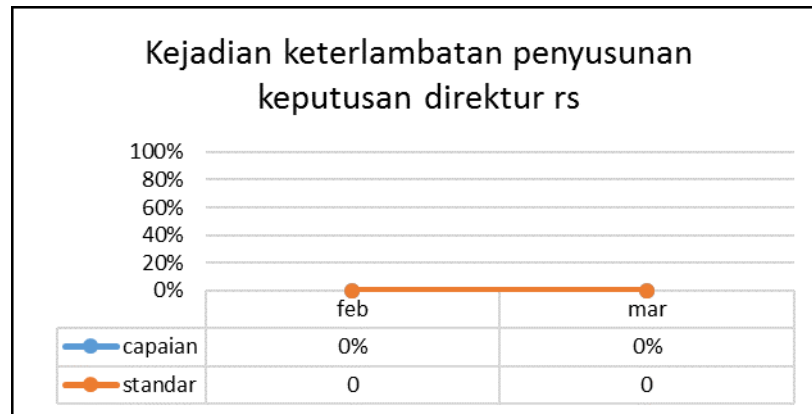 Kejadian keterlambatan penyusunan
keputusan direktur rs
100%
80%
60%
40%
20%
0%
feb mar
capaian 0% 0%
standar 0 0